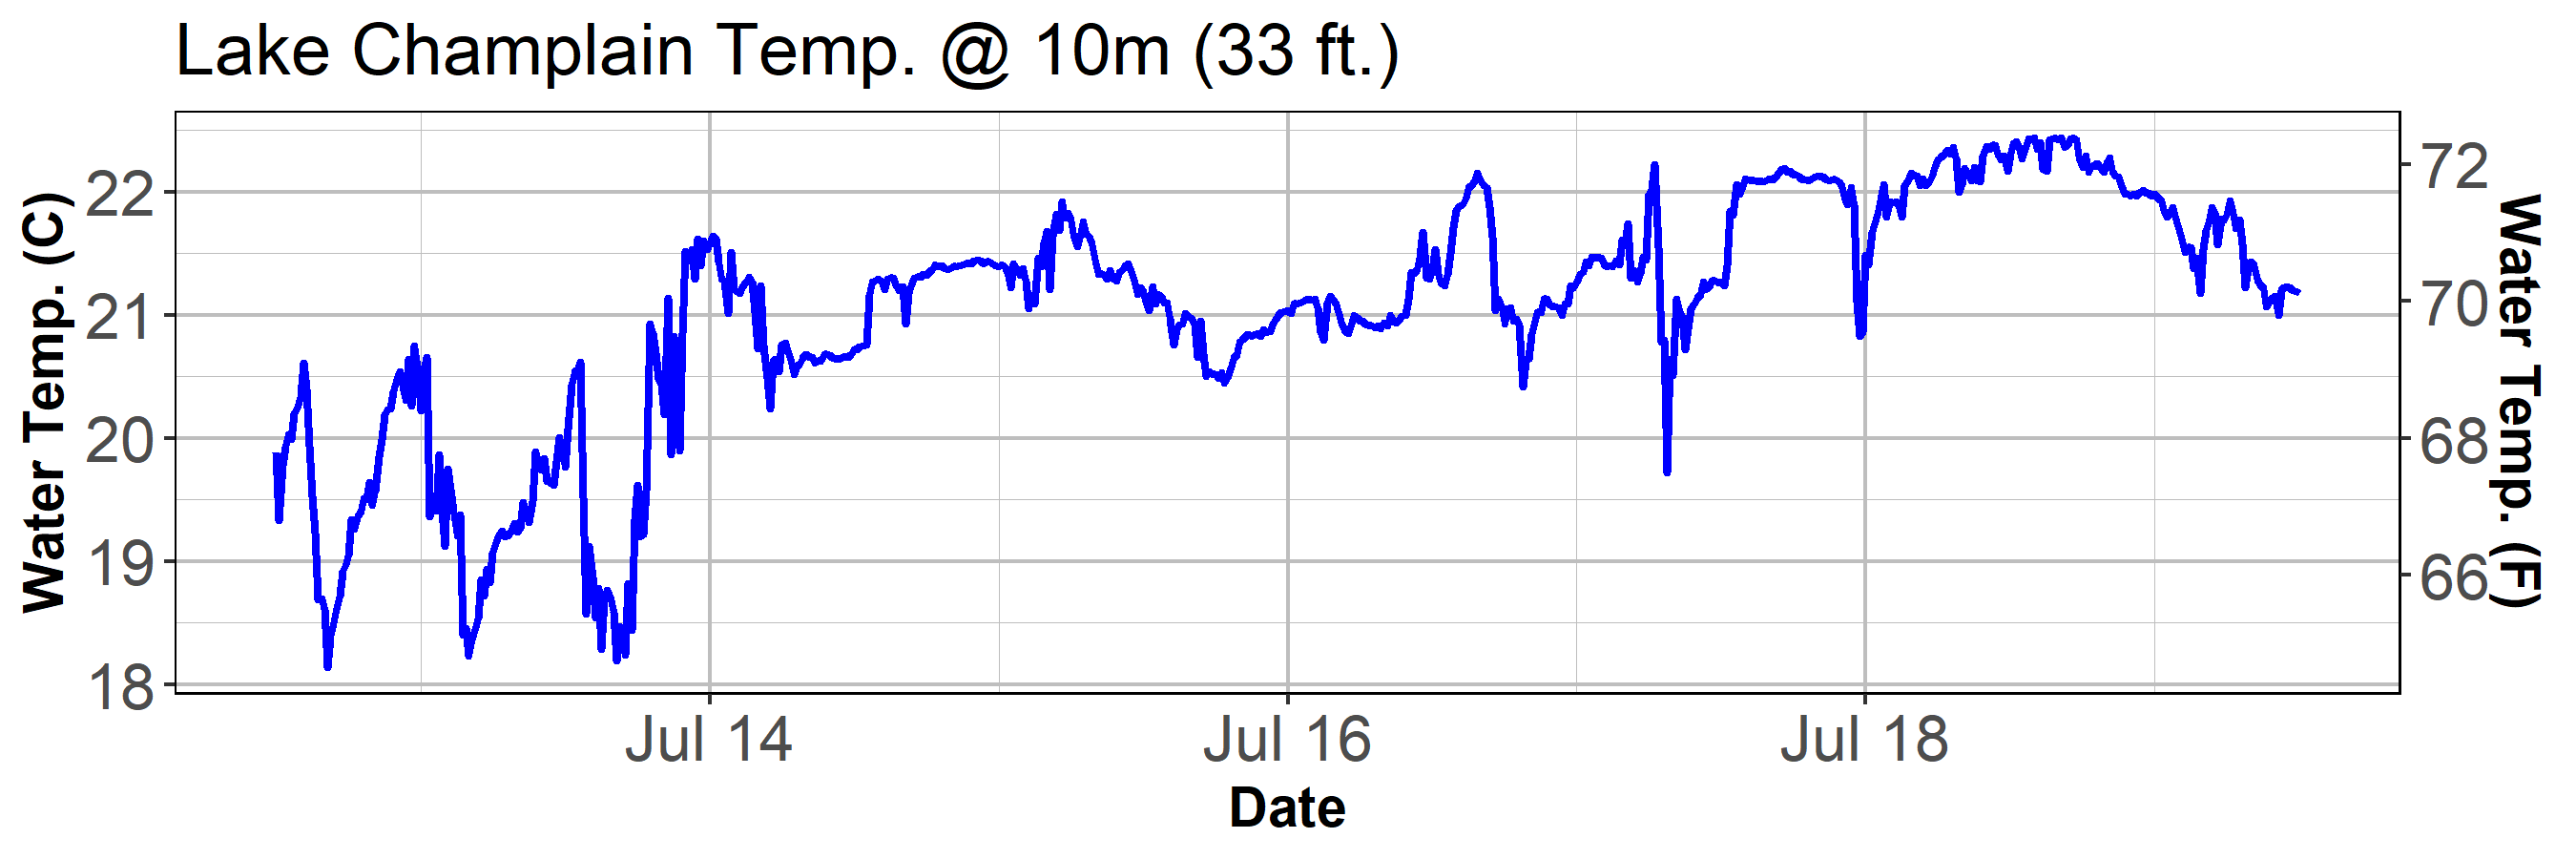 Lake Champlain Temp. @ 10m (33 ft.)
Water Temp. (C)
22
21
20
19
18
72
70
68
66
Water Temp. (F)
Jul 14
Jul 16
Jul 18
Date